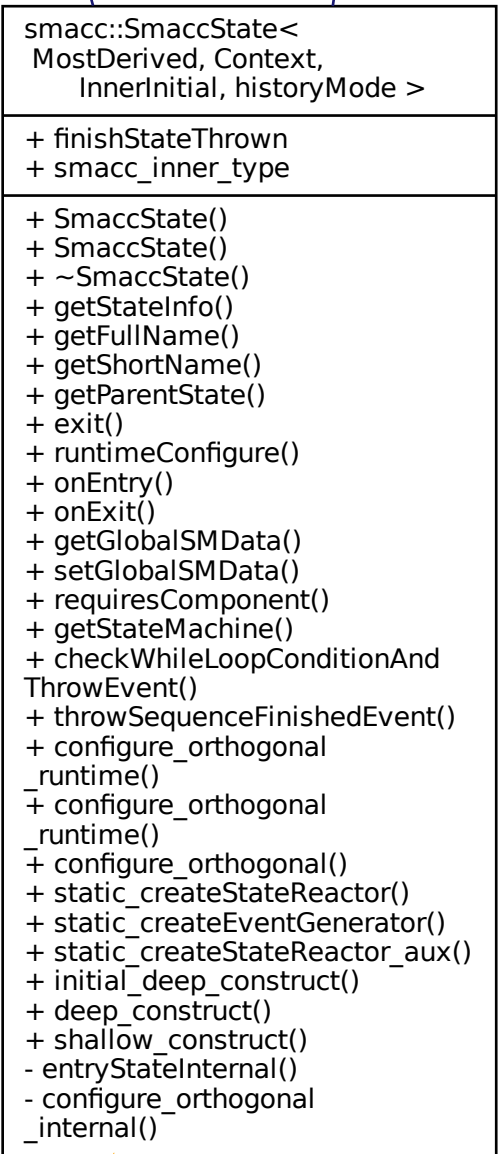 smacc::SmaccState<
MostDerived, Context,
InnerInitial, historyMode >
+ finishStateThrown
+ smacc_inner_type
+ SmaccState()
+ SmaccState()
+ ~SmaccState()
+ getStateInfo()
+ getFullName()
+ getShortName()
+ getParentState()
+ exit()
+ runtimeConfigure()
+ onEntry()
+ onExit()
+ getGlobalSMData()
+ setGlobalSMData()
+ requiresComponent()
+ getStateMachine()
+ checkWhileLoopConditionAnd
ThrowEvent()
+ throwSequenceFinishedEvent()
+ configure_orthogonal
_runtime()
+ configure_orthogonal
_runtime()
+ configure_orthogonal()
+ static_createStateReactor()
+ static_createEventGenerator()
+ static_createStateReactor_aux()
+ initial_deep_construct()
+ deep_construct()
+ shallow_construct()
- entryStateInternal()
- configure_orthogonal
_internal()